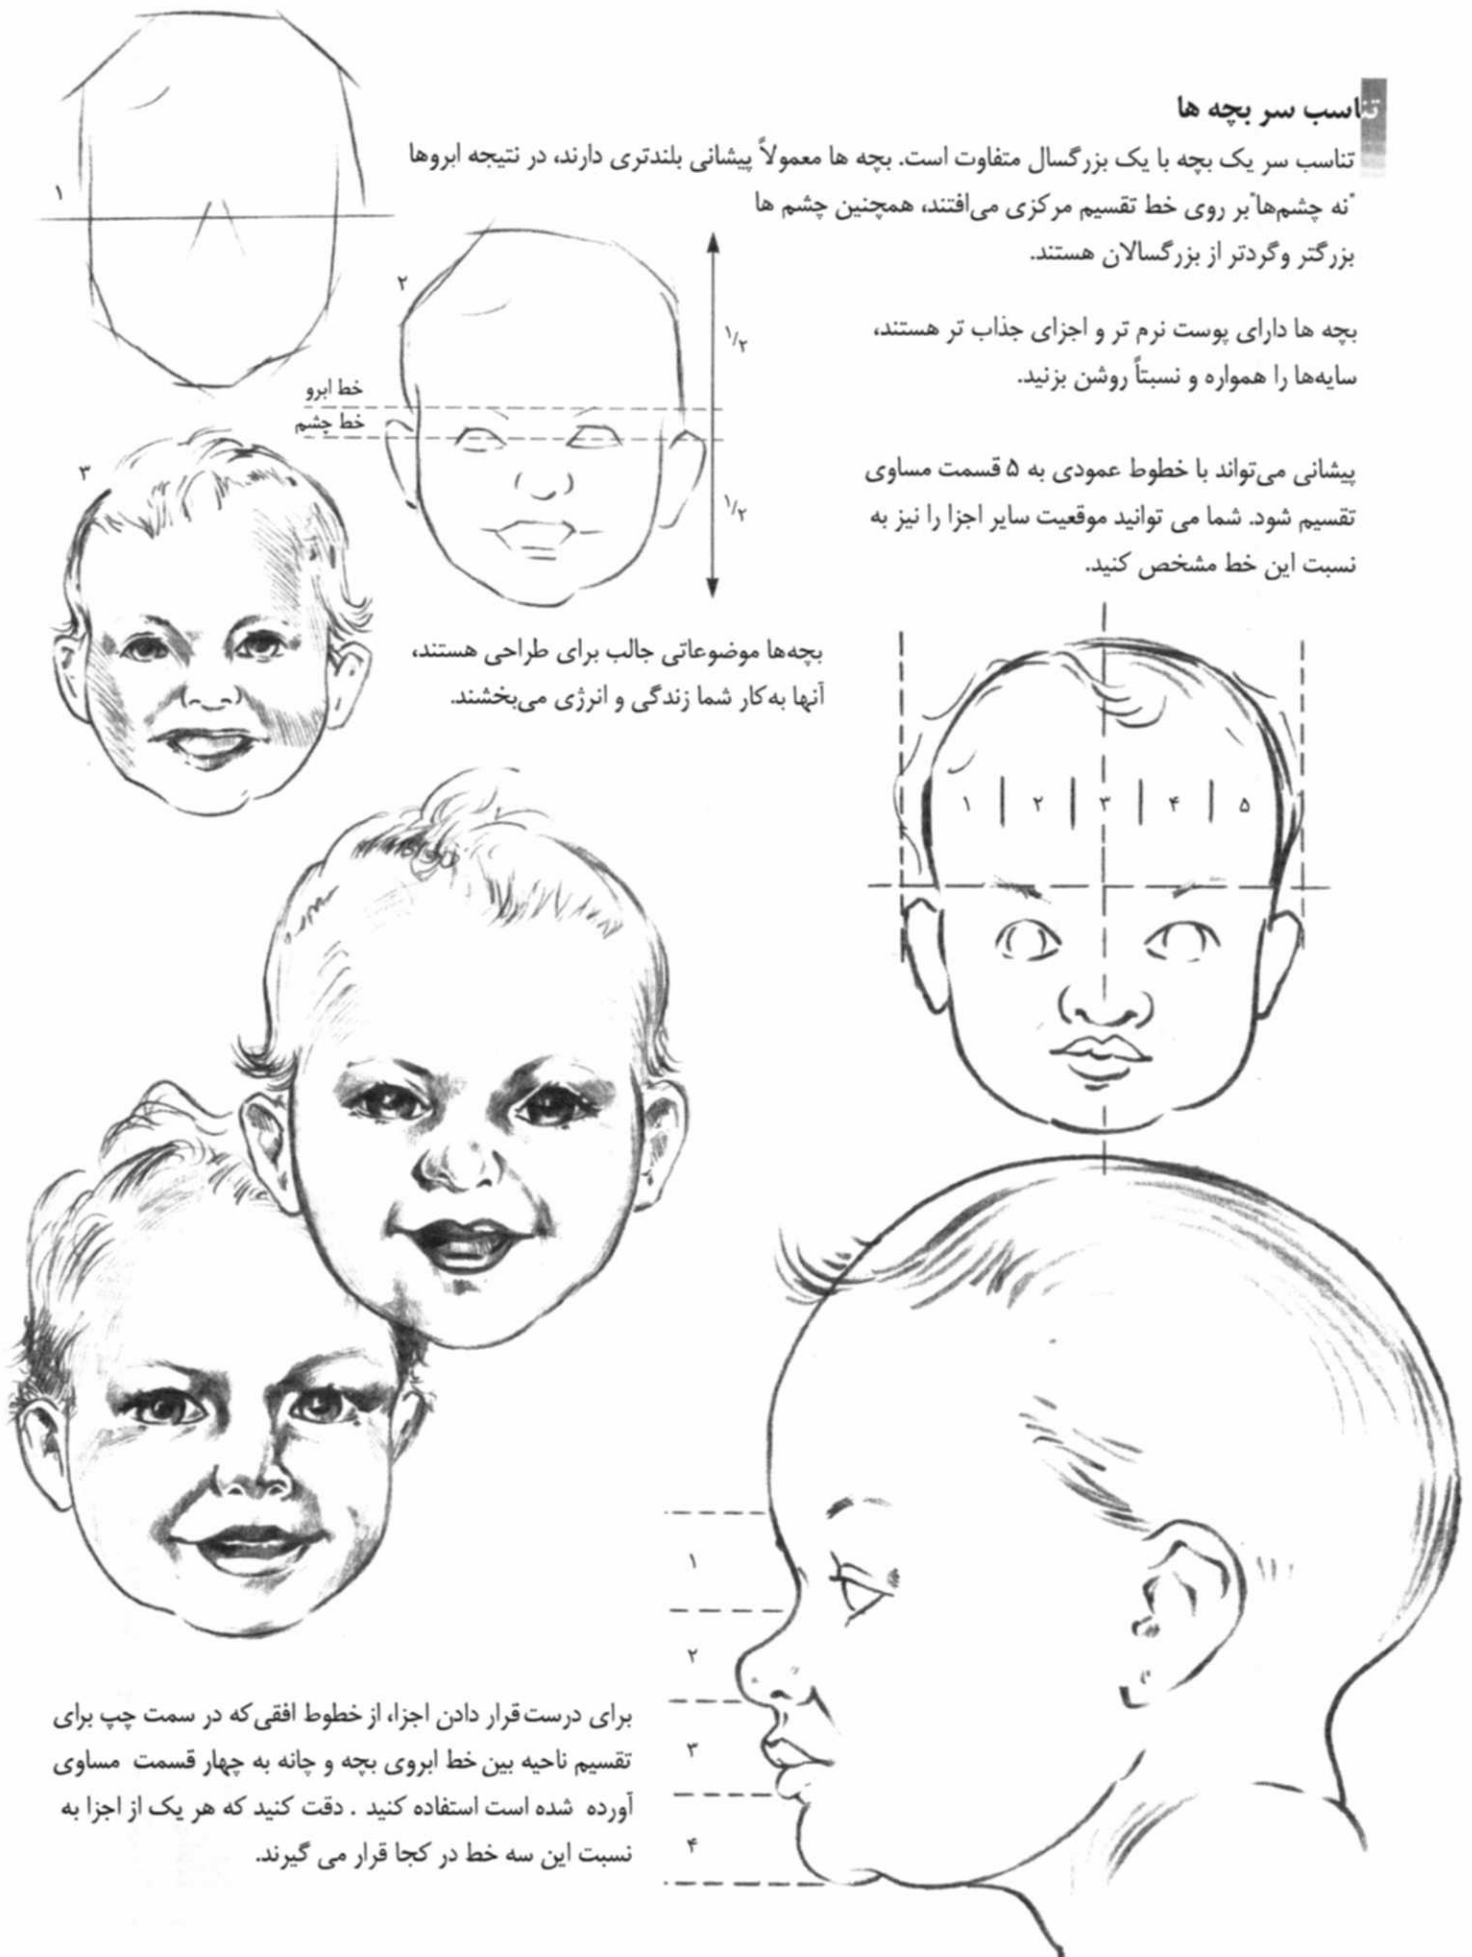 تناسب سر بچه ها
تناسب سر یک بچه با یک بزرگسال متفاوت است. بچه ها معمولاً پیشانی بلندتری دارند، در نتیجه ابروها
"نه چشم‌ها"بر روی خط تقسیم مرکزی می‌افتند، همچنین چشم ها
بزرگتر وگردتر از بزرگسالان هستند.
بچه ها دارای پوست نرم تر و اجزای جذاب تر هستند،
سایه‌ها را همواره و نسبتاً روشن بزنید.
پیشانی می‌تواند با خطوط عمودی به ۵ قسمت مساوی
تقسیم شود. شما می توانید موقعیت سایر اجزا را نیز به
نسبت این خط مشخص کنید.
۱
۲
۱/۲
خط ابرو
خط چشم
۱/۲
۳
بچه‌ها موضوعاتی جالب برای طراحی هستند،
آنها به‌کار شما زندگی و انرژی می‌بخشند.
۱ ۲ ۳ ۴ ۵
۱
۲
۳
۴
برای درست قرار دادن اجزا، از خطوط افقی‌که در سمت چپ برای
تقسیم ناحیه بین خط ابروی بچه و چانه به چهار قسمت مساوی
آورده شده است استفاده کنید . دقت کنید که هر یک از اجزا به
نسبت این سه خط در کجا قرار می گیرند.